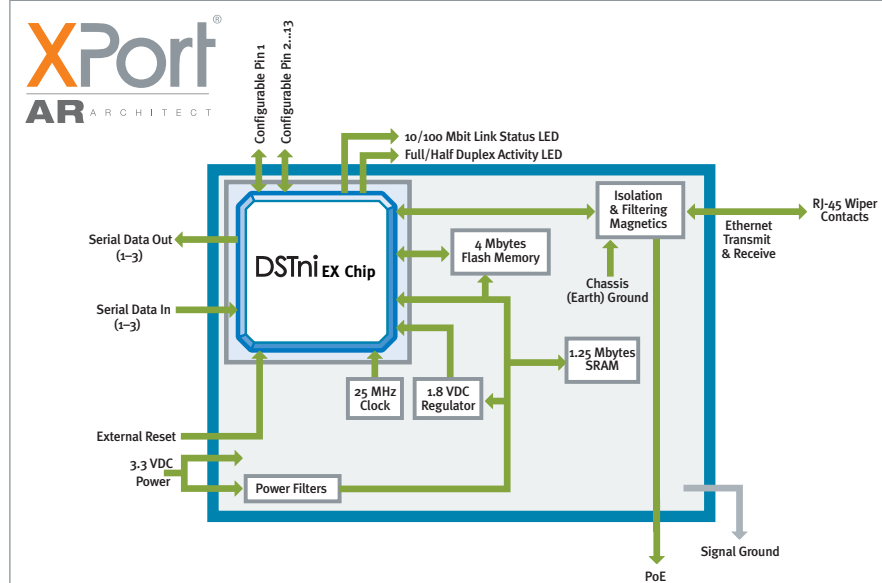 XPort®
AR ARCHITECT
Configurable Pin 1
Configurable Pin 2...13
10/100 Mbit Link Status LED
Full/Half Duplex Activity LED
Isolation
& Filtering
Magnetics
RJ-45 Wiper
Contacts
Ethernet
Transmit
& Receive
Serial Data Out
(1–3)
DSTni EX Chip
4 Mbytes
Flash Memory
Chassis
(Earth) Ground
Serial Data In
(1–3)
1.25 Mbytes
SRAM
25 MHz
Clock
1.8 VDC
Regulator
External Reset
3.3 VDC
Power
Power Filters
Signal Ground
PoE